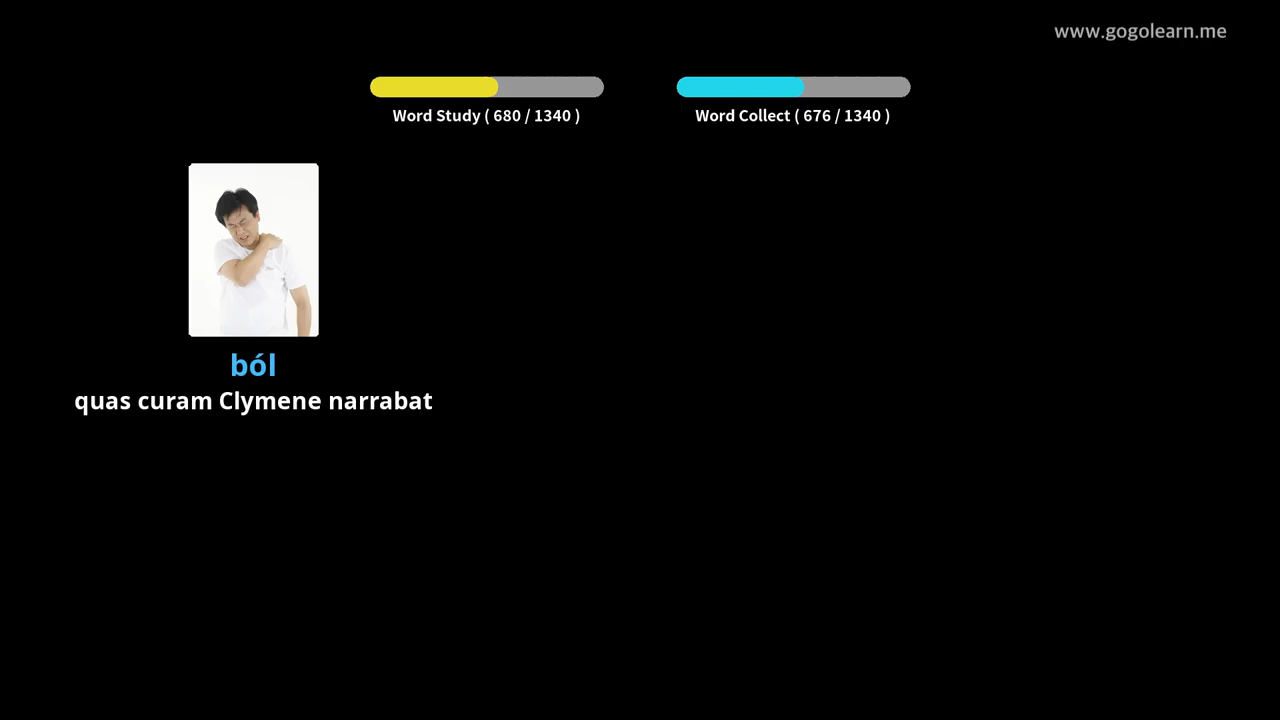 www.gogolearn.me
Word Study ( 680 / 1340 )
Word Collect ( 676 / 1340 )
ból
quas curam Clymene narrabat